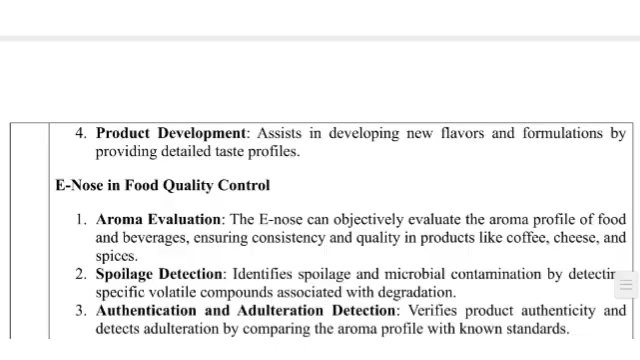 4. Product Development: Assists in developing new flavors and formulations by
providing detailed taste profiles.
E-Nose in Food Quality Control
1. Aroma Evaluation: The E-nose can objectively evaluate the aroma profile of food
and beverages, ensuring consistency and quality in products like coffee, cheese, and
spices.
2. Spoilage Detection: Identifies spoilage and microbial contamination by detectin
specific volatile compounds associated with degradation.
3. Authentication and Adulteration Detection: Verifies product authenticity and
detects adulteration by comparing the aroma profile with known standards.